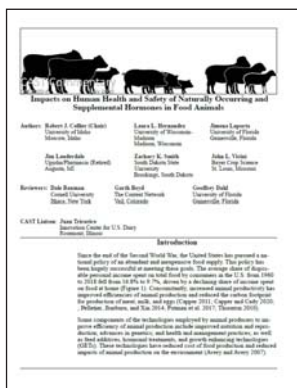 Impacts on Human Health and Safety of Naturally Occurring and
Supplemental Hormones in Food Animals
Authors: Robert J. Collier (Chair)
University of Idaho
Moscow, Idaho
Laura L. Hernandez
University of Wisconsin -
Madison
Madison, Wisconsin
Jimena Laporta
University of Florida
Gainesville, Florida
Jim Lauderdale
Upjohn/Pharmacia (Retired)
Augusta, MI
Zachary K. Smith
South Dakota State
University
Brookings, South Dakota
John L. Vicini
Bayer Crop Science
St. Louis, Missouri
Reviewers: Dale Bauman
Cornell University
Ithaca, New York
Garth Boyd
The Context Network
Vail, Colorado
Geoffrey Dahl
University of Florida
Gainesville, Florida
CAST Liaison: Juan Tricarico
Innovation Center for U.S. Dairy
Rosemont, Illinois
Introduction
Since the end of the Second World War, the United States has pursued a na-
tional policy of an abundant and inexpensive food supply. This policy has
been hugely successful at meeting these goals. The average share of dispos-
able personal income spent on total food by consumers in the U.S. from 1960
to 2018 fell from 16.8% to 9.7%, driven by a declining share of income spent
on food at home (Figure 1). Concomitantly, increased animal productivity has
improved efficiencies of animal production and reduced the carbon footprint
for production of meat, milk, and eggs (Capper 2011, Capper and Cady 2020,
Pelletier, Ibarburu, and Xin 2014; Putman et al. 2017; Thornton 2010).
Some components of the technologies employed by animal producers to im-
prove efficiency of animal production include improved nutrition and repro-
duction, advances in genetics, and health and management practices, as well
as feed additives, hormonal treatments, and growth enhancing technologies
(GETs). These technologies have reduced cost of food production and reduced
impacts of animal production on the environment (Avery and Avery 2007).